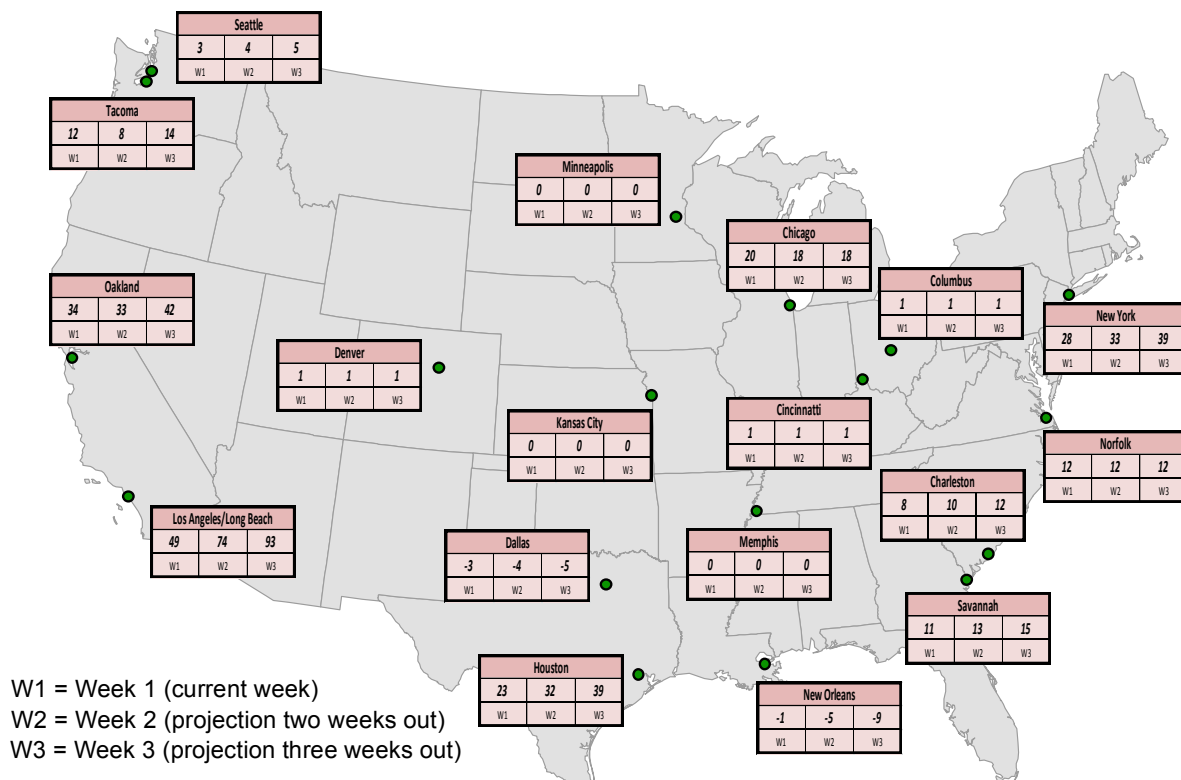 Seattle
3 4 5
W1 W2 W3
Tacoma
12 8 14
W1 W2 W3
Minneapolis
0 0 0
W1 W2 W3
Chicago
20 18 18
W1 W2 W3
Oakland
34 33 42
W1 W2 W3
Columbus
1 1 1
W1 W2 W3
New York
28 33 39
W1 W2 W3
Denver
1 1 1
W1 W2 W3
Kansas City
0 0 0
W1 W2 W3
Cincinnatti
1 1 1
W1 W2 W3
Norfolk
12 12 12
W1 W2 W3
Charleston
8 10 12
W1 W2 W3
Los Angeles/Long Beach
49 74 93
W1 W2 W3
Dallas
-3 -4 -5
W1 W2 W3
Memphis
0 0 0
W1 W2 W3
Savannah
11 13 15
W1 W2 W3
Houston
23 32 39
W1 W2 W3
New Orleans
-1 -5 -9
W1 W2 W3
W1 = Week 1 (current week)
W2 = Week 2 (projection two weeks out)
W3 = Week 3 (projection three weeks out)